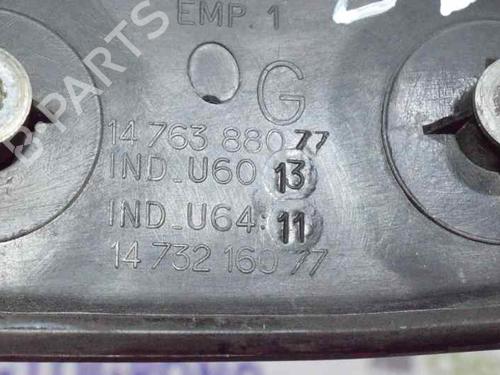 EMP. 1
G
14 763 880 77
IND_U60 13
IND_U64: 11
14 732 160 77
B-PARTS